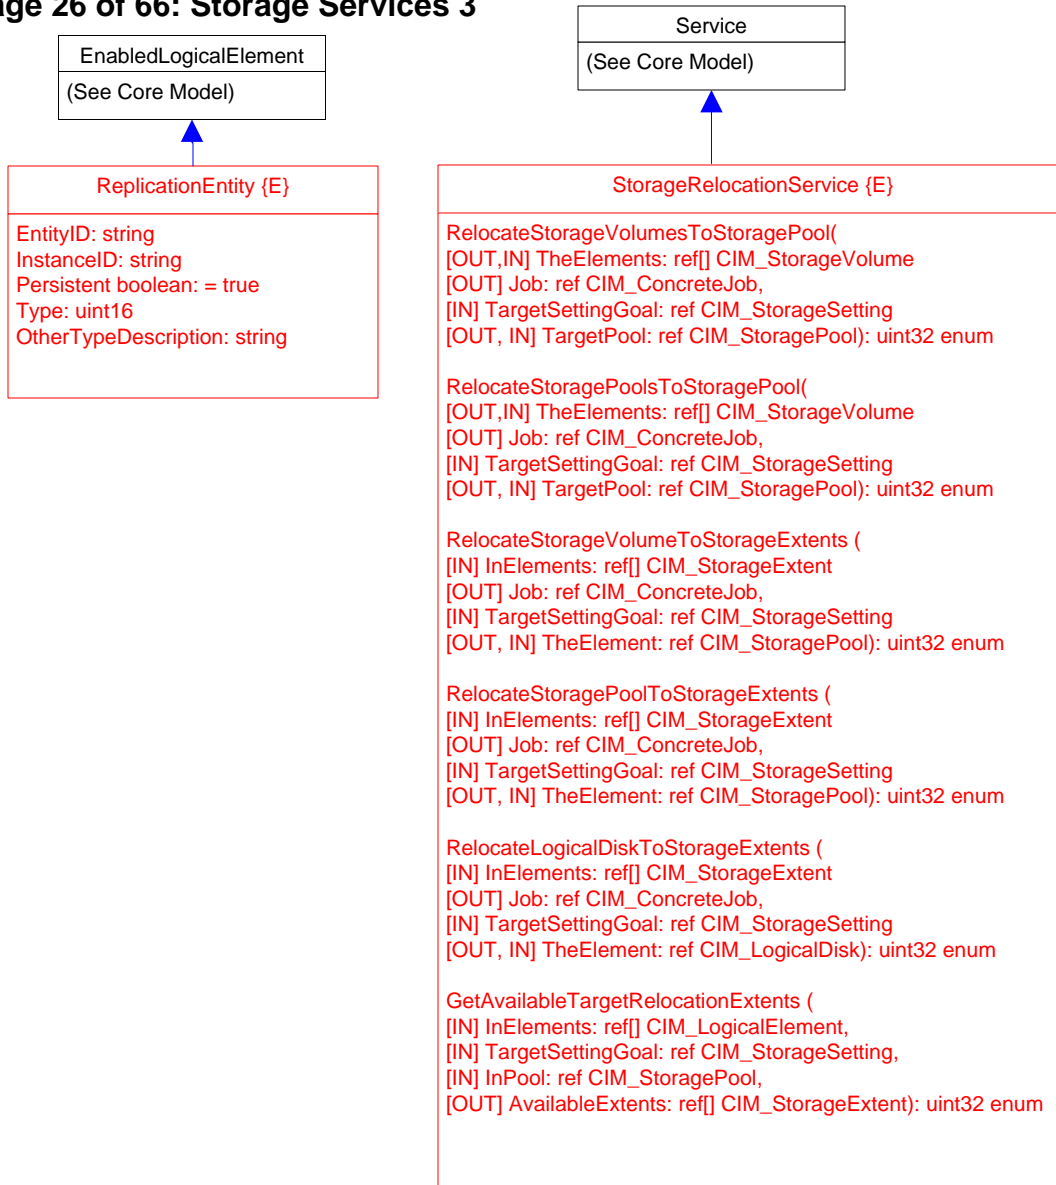 age 26 of 66: Storage Services 3
EnabledLogicalElement
(See Core Model)
Service
(See Core Model)
ReplicationEntity {E}
EntityID: string
InstanceID: string
Persistent boolean: = true
Type: uint16
OtherTypeDescription: string
StorageRelocationService {E}
RelocateStorageVolumesToStoragePool(
[OUT,IN] TheElements: ref[] CIM_StorageVolume
[OUT] Job: ref CIM_ConcreteJob,
[IN] TargetSettingGoal: ref CIM_StorageSetting
[OUT, IN] TargetPool: ref CIM_StoragePool): uint32 enum
RelocateStoragePoolsToStoragePool(
[OUT,IN] TheElements: ref[] CIM_StorageVolume
[OUT] Job: ref CIM_ConcreteJob,
[IN] TargetSettingGoal: ref CIM_StorageSetting
[OUT, IN] TargetPool: ref CIM_StoragePool): uint32 enum
RelocateStorageVolumeToStorageExtents (
[IN] InElements: ref[] CIM_StorageExtent
[OUT] Job: ref CIM_ConcreteJob,
[IN] TargetSettingGoal: ref CIM_StorageSetting
[OUT, IN] TheElement: ref CIM_StoragePool): uint32 enum
RelocateStoragePoolToStorageExtents (
[IN] InElements: ref[] CIM_StorageExtent
[OUT] Job: ref CIM_ConcreteJob,
[IN] TargetSettingGoal: ref CIM_StorageSetting
[OUT, IN] TheElement: ref CIM_StoragePool): uint32 enum
RelocateLogicalDiskToStorageExtents (
[IN] InElements: ref[] CIM_StorageExtent
[OUT] Job: ref CIM_ConcreteJob,
[IN] TargetSettingGoal: ref CIM_StorageSetting
[OUT, IN] TheElement: ref CIM_LogicalDisk): uint32 enum
GetAvailableTargetRelocationExtents (
[IN] InElements: ref[] CIM_LogicalElement,
[IN] TargetSettingGoal: ref CIM_StorageSetting,
[IN] InPool: ref CIM_StoragePool,
[OUT] AvailableExtents: ref[] CIM_StorageExtent): uint32 enum